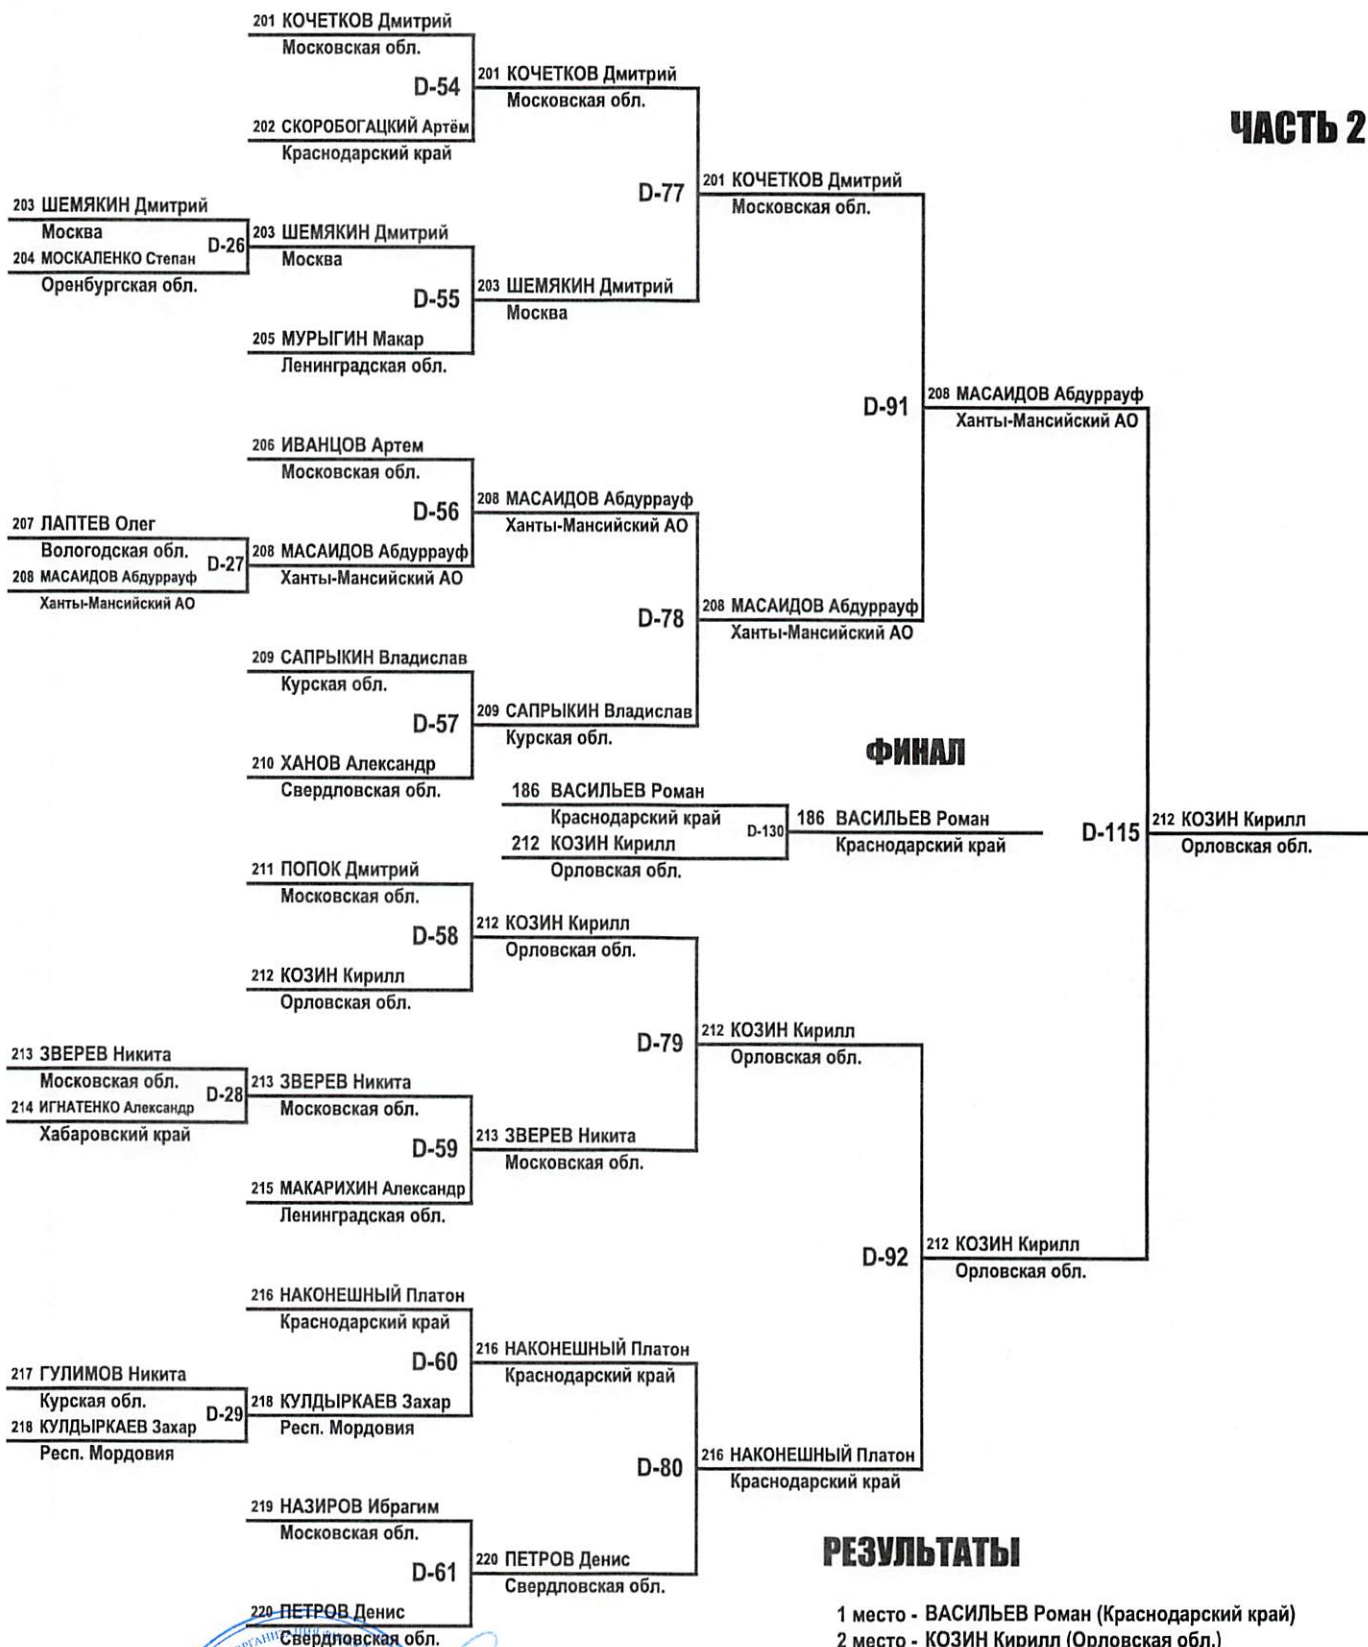 ЧАСТЬ 2
201 КОЧЕТКОВ Дмитрий
Московская обл.
D-54
202 СКОРОБОГАЦКИЙ Артём
Краснодарский край
201 КОЧЕТКОВ Дмитрий
Московская обл.
D-77
201 КОЧЕТКОВ Дмитрий
Московская обл.
203 ШЕМЯКИН Дмитрий
Москва
D-26
204 МОСКАЛЕНКО Степан
Оренбургская обл.
203 ШЕМЯКИН Дмитрий
Москва
D-55
203 ШЕМЯКИН Дмитрий
Москва
205 МУРЫГИН Макар
Ленинградская обл.
D-91
208 МАСАИДОВ Абдуррауф
Ханты-Мансийский АО
206 ИВАНЦОВ Артем
Московская обл.
D-56
208 МАСАИДОВ Абдуррауф
Ханты-Мансийский АО
207 ЛАПТЕВ Олег
Вологодская обл.
D-27
208 МАСАИДОВ Абдуррауф
Ханты-Мансийский АО
208 МАСАИДОВ Абдуррауф
Ханты-Мансийский АО
D-78
208 МАСАИДОВ Абдуррауф
Ханты-Мансийский АО
209 САПРЫКИН Владислав
Курская обл.
D-57
209 САПРЫКИН Владислав
Курская обл.
210 ХАНОВ Александр
Свердловская обл.
ФИНАЛ
186 ВАСИЛЬЕВ Роман
Краснодарский край
D-130
212 КОЗИН Кирилл
Орловская обл.
186 ВАСИЛЬЕВ Роман
Краснодарский край
D-115
212 КОЗИН Кирилл
Орловская обл.
211 ПОПОК Дмитрий
Московская обл.
D-58
212 КОЗИН Кирилл
Орловская обл.
212 КОЗИН Кирилл
Орловская обл.
D-79
212 КОЗИН Кирилл
Орловская обл.
213 ЗВЕРЕВ Никита
Московская обл.
D-28
214 ИГНАТЕНКО Александр
Хабаровский край
213 ЗВЕРЕВ Никита
Московская обл.
D-59
213 ЗВЕРЕВ Никита
Московская обл.
215 МАКАРИХИН Александр
Ленинградская обл.
D-92
212 КОЗИН Кирилл
Орловская обл.
216 НАКОНЕШНЫЙ Платон
Краснодарский край
D-60
216 НАКОНЕШНЫЙ Платон
Краснодарский край
217 ГУЛИМОВ Никита
Курская обл.
D-29
218 КУЛДЫРКАЕВ Захар
Респ. Мордовия
218 КУЛДЫРКАЕВ Захар
Респ. Мордовия
D-80
216 НАКОНЕШНЫЙ Платон
Краснодарский край
219 НАЗИРОВ Ибрагим
Московская обл.
D-61
220 ПЕТРОВ Денис
Свердловская обл.
220 ПЕТРОВ Денис
Свердловская обл.
РЕЗУЛЬТАТЫ
1 место - ВАСИЛЬЕВ Роман (Краснодарский край)
2 место - КОЗИН Кирилл (Орловская обл.)